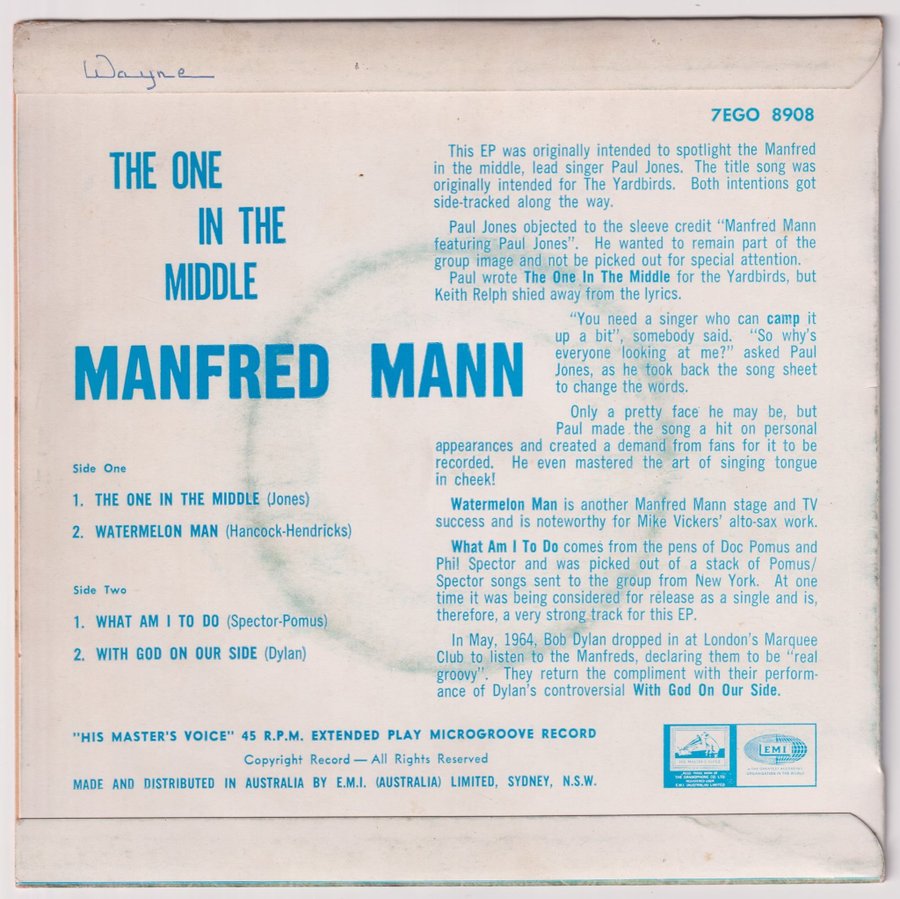 Wayne
7EGO 8908
THE ONE
IN THE
MIDDLE
MANFRED MANN
Side One
1. THE ONE IN THE MIDDLE (Jones)
2. WATERMELON MAN (Hancock-Hendricks)
Side Two
1. WHAT AM I TO DO (Spector-Pomus)
2. WITH GOD ON OUR SIDE (Dylan)
This EP was originally intended to spotlight the Manfred
in the middle, lead singer Paul Jones. The title song was
originally intended for The Yardbirds. Both intentions got
side-tracked along the way.
Paul Jones objected to the sleeve credit "Manfred Mann
featuring Paul Jones". He wanted to remain part of the
group image and not be picked out for special attention.
Paul wrote The One In The Middle for the Yardbirds, but
Keith Relph shied away from the lyrics.
"You need a singer who can camp it
up a bit", somebody said. "So why's
everyone looking at me?" asked Paul
Jones, as he took back the song sheet
to change the words.
Only a pretty face he may be, but
Paul made the song a hit on personal
appearances and created a demand from fans for it to be
recorded. He even mastered the art of singing tongue
in cheek!
Watermelon Man is another Manfred Mann stage and TV
success and is noteworthy for Mike Vickers' alto-sax work.
What Am I To Do comes from the pens of Doc Pomus and
Phil Spector and was picked out of a stack of Pomus/
Spector songs sent to the group from New York. At one
time it was being considered for release as a single and is,
therefore, a very strong track for this EP.
In May, 1964, Bob Dylan dropped in at London's Marquee
Club to listen to the Manfreds, declaring them to be "real
groovy". They return the compliment with their perform-
ance of Dylan's controversial With God On Our Side.
"HIS MASTER'S VOICE" 45 R.P.M. EXTENDED PLAY MICROGROOVE RECORD
Copyright Record — All Rights Reserved
MADE AND DISTRIBUTED IN AUSTRALIA BY E.M.I. (AUSTRALIA) LIMITED, SYDNEY, N.S.W.
HIS MASTER'S VOICE
THE GRAMOPHONE CO. LTD.
E.M.I. (AUSTRALIA) LIMITED
EMI
THE GREATEST RECORDING
ORGANISATION IN THE WORLD